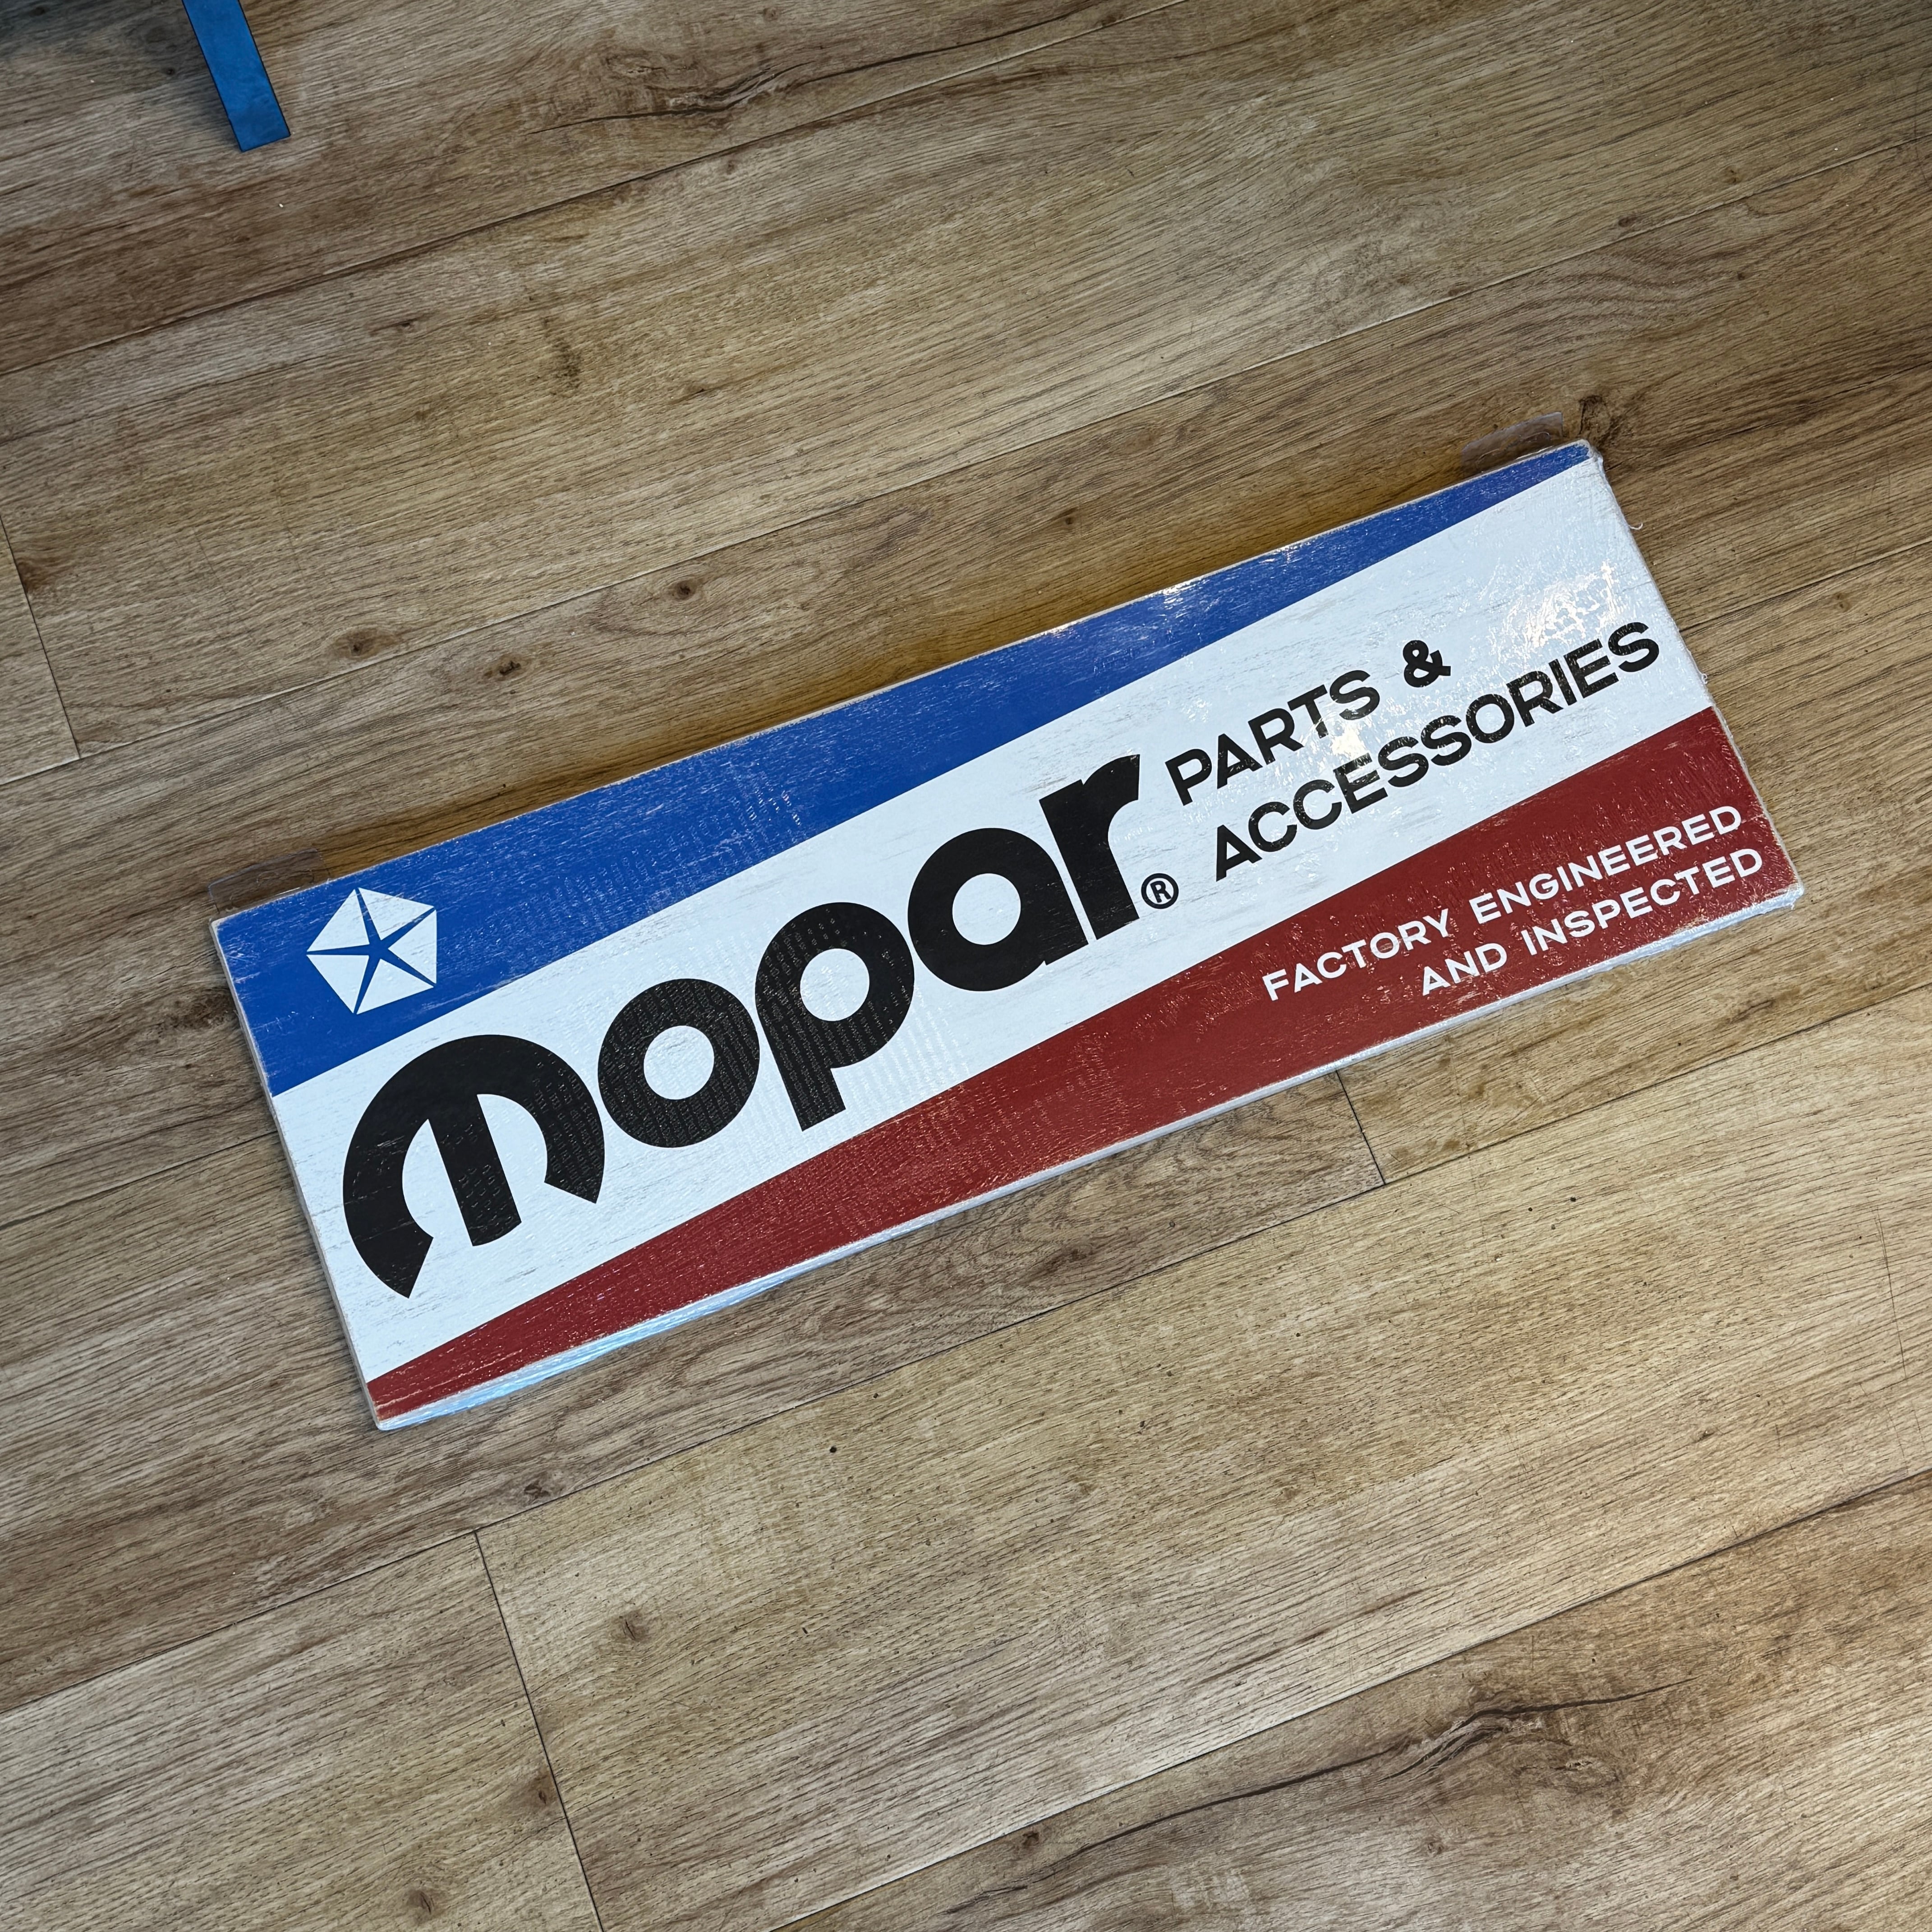 mopar®
PARTS &
ACCESSORIES
FACTORY ENGINEERED
AND INSPECTED